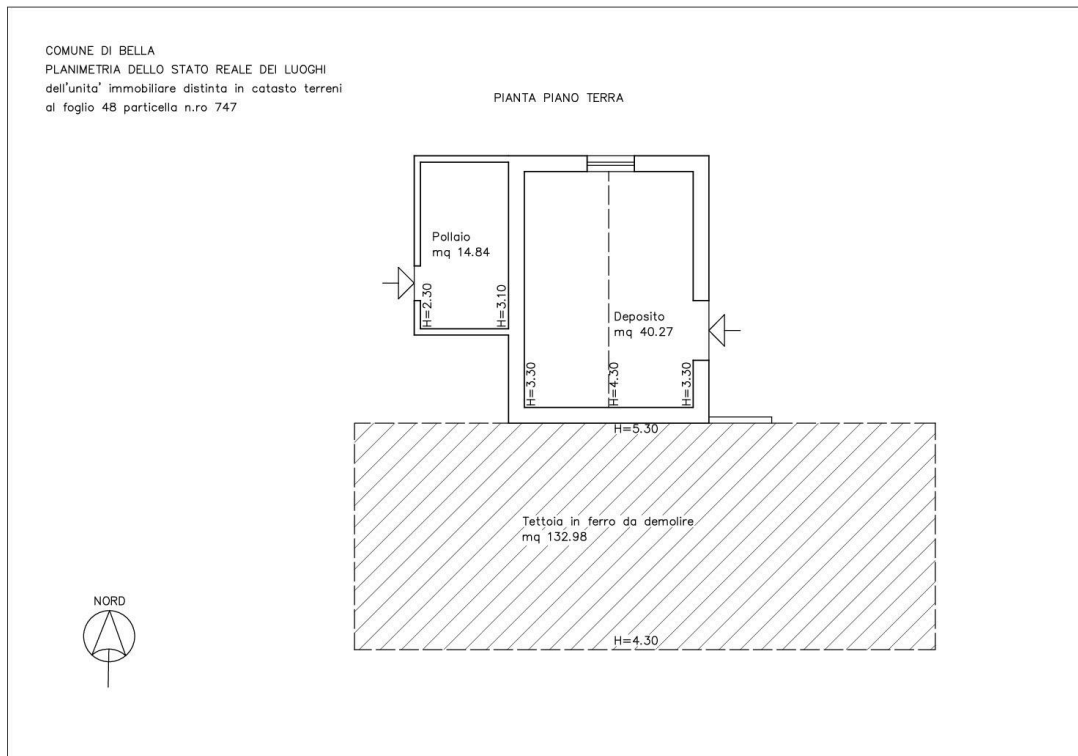 COMUNE DI BELLA
PLANIMETRIA DELLO STATO REALE DEI LUOGHI
dell'unita' immobiliare distinta in catasto terreni
al foglio 48 particella n.ro 747
PIANTA PIANO TERRA
Pollaio
mq 14.84
H=2.30
H=3.10
Deposito
mq 40.27
H=3.30
H=4.30
H=3.30
H=5.30
Tettoia in ferro da demolire
mq 132.98
H=4.30
NORD